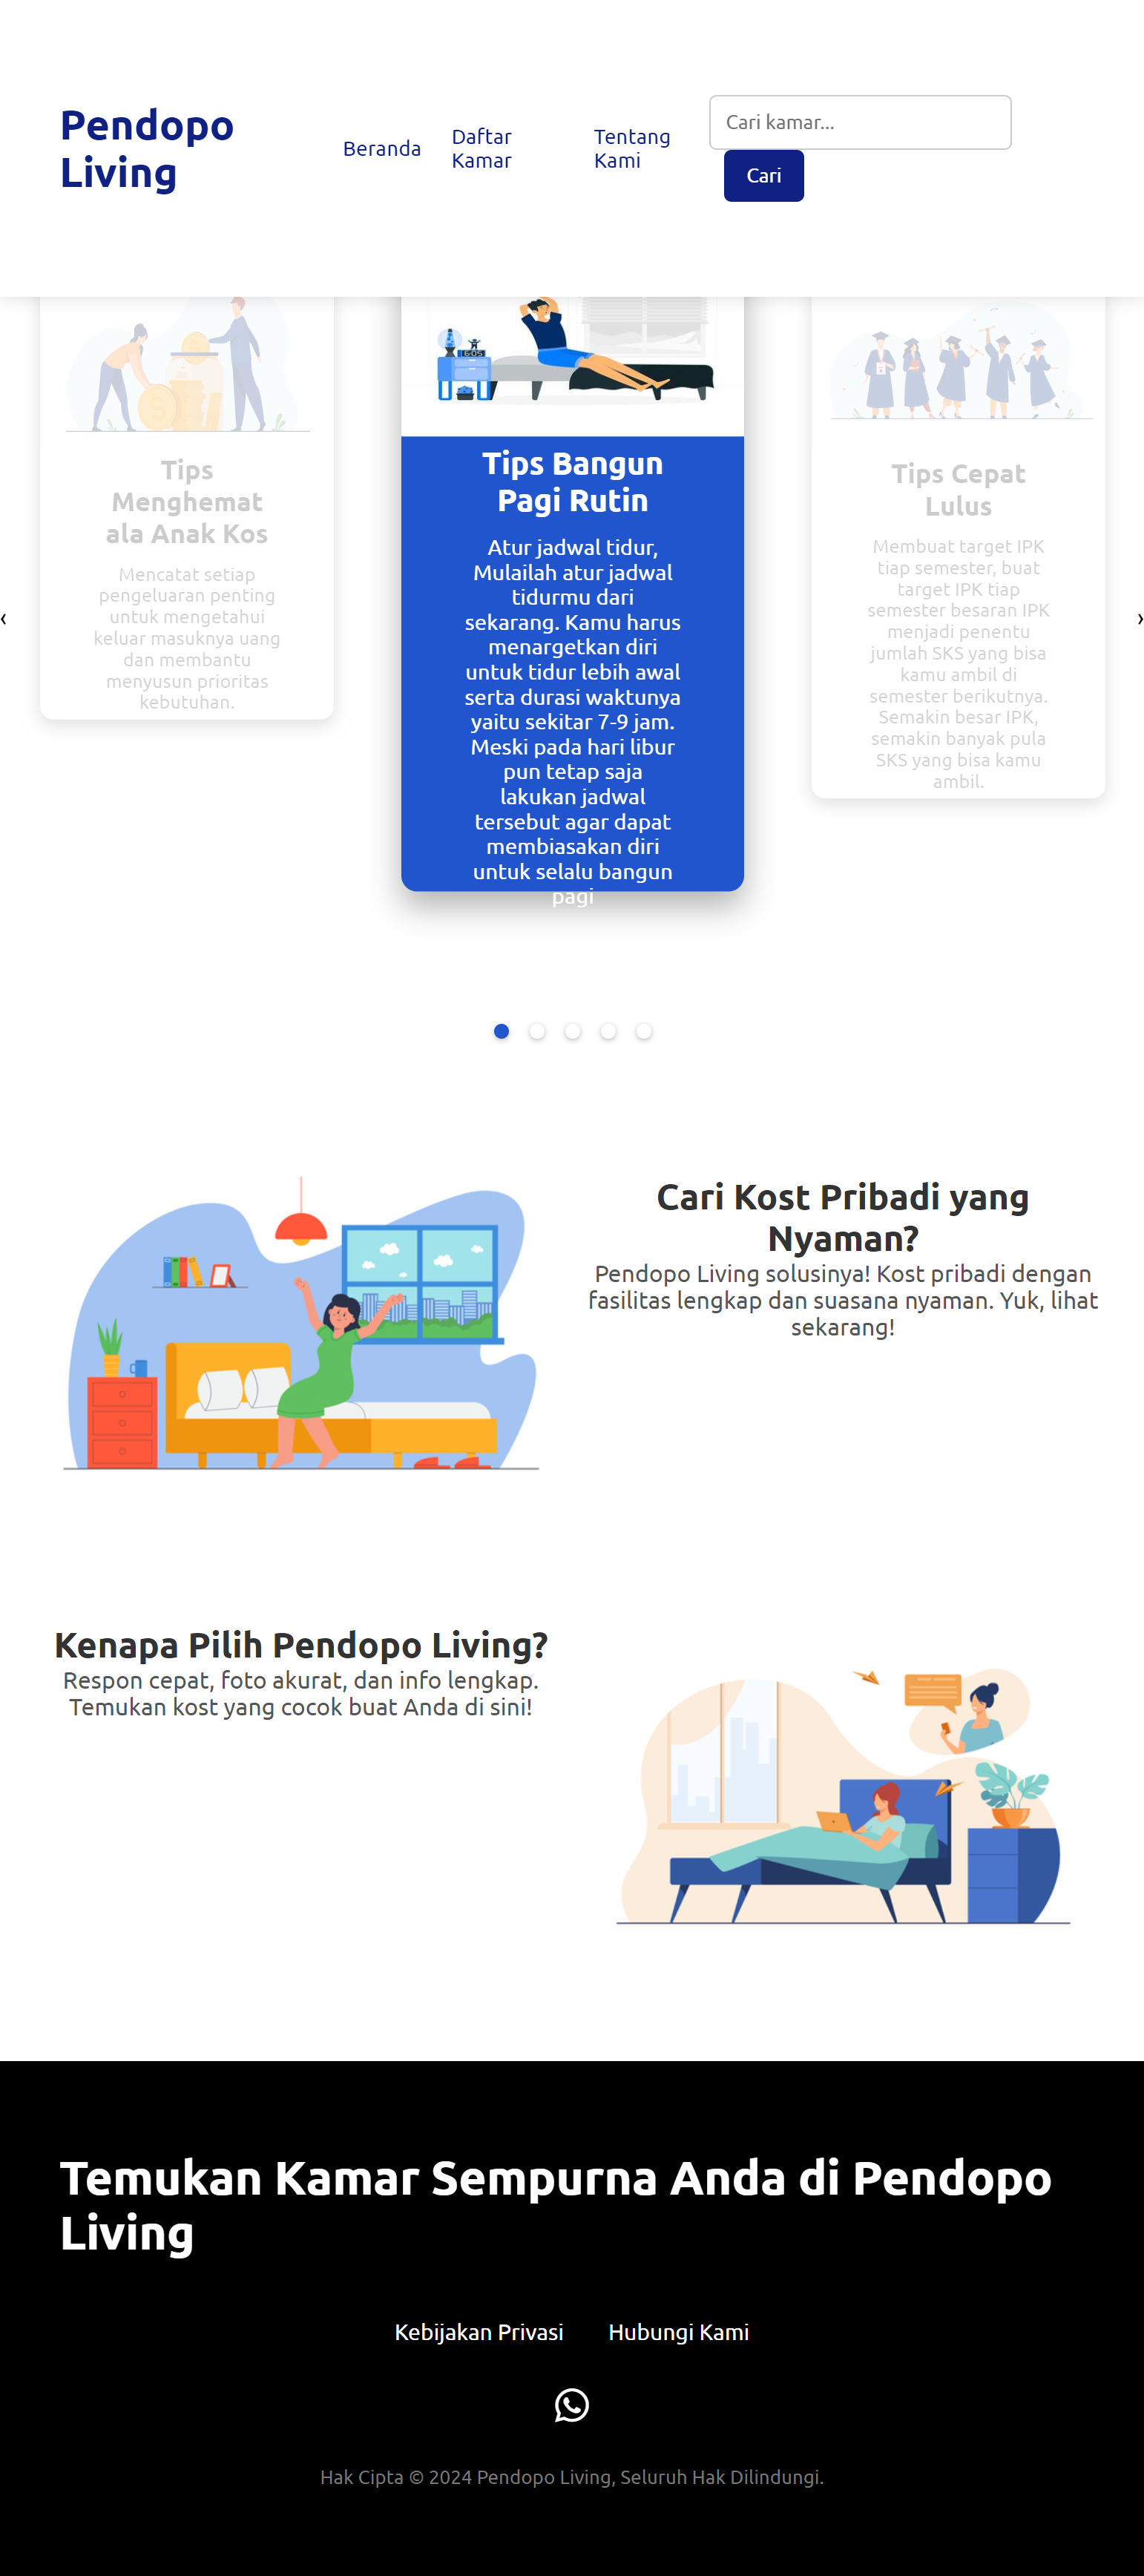 Pendopo
Living
Beranda
Daftar
Kamar
Tentang
Kami
Cari kamar...
Cari
Tips
Menghemat
ala Anak Kos
Mencatat setiap
pengeluaran penting
untuk mengetahui
keluar masuknya uang
dan membantu
menyusun prioritas
kebutuhan.
6:05
Tips Bangun
Pagi Rutin
Atur jadwal tidur,
Mulailah atur jadwal
tidurmu dari
sekarang. Kamu harus
menargetkan diri
untuk tidur lebih awal
serta durasi waktunya
yaitu sekitar 7-9 jam.
Meski pada hari libur
pun tetap saja
lakukan jadwal
tersebut agar dapat
membiasakan diri
untuk selalu bangun
pagi
Tips Cepat
Lulus
Membuat target IPK
tiap semester, buat
target IPK tiap
semester besaran IPK
menjadi penentu
jumlah SKS yang bisa
kamu ambil di
semester berikutnya.
Semakin besar IPK,
semakin banyak pula
SKS yang bisa kamu
ambil.
‹
›
Cari Kost Pribadi yang
Nyaman?
Pendopo Living solusinya! Kost pribadi dengan
fasilitas lengkap dan suasana nyaman. Yuk, lihat
sekarang!
Kenapa Pilih Pendopo Living?
Respon cepat, foto akurat, dan info lengkap.
Temukan kost yang cocok buat Anda di sini!
Temukan Kamar Sempurna Anda di Pendopo
Living
Kebijakan Privasi
Hubungi Kami
Hak Cipta © 2024 Pendopo Living, Seluruh Hak Dilindungi.